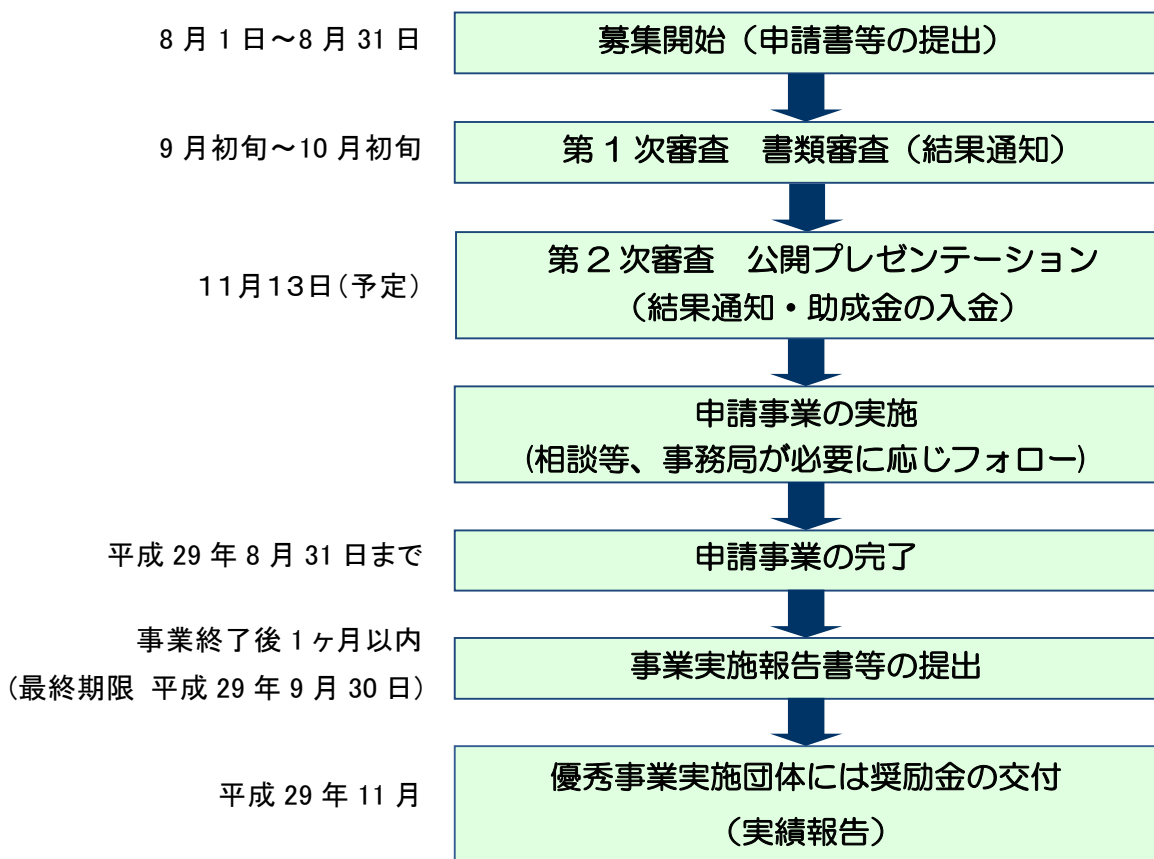 8月1日～8月31日
募集開始（申請書等の提出）
9月初旬～10月初旬
第1次審査　書類審査（結果通知）
11月13日（予定）
第2次審査　公開プレゼンテーション
（結果通知・助成金の入金）
申請事業の実施
(相談等、事務局が必要に応じフォロー)
平成29年8月31日まで
申請事業の完了
事業終了後1ヶ月以内
(最終期限 平成29年9月30日)
事業実施報告書等の提出
平成29年11月
優秀事業実施団体には奨励金の交付
（実績報告）